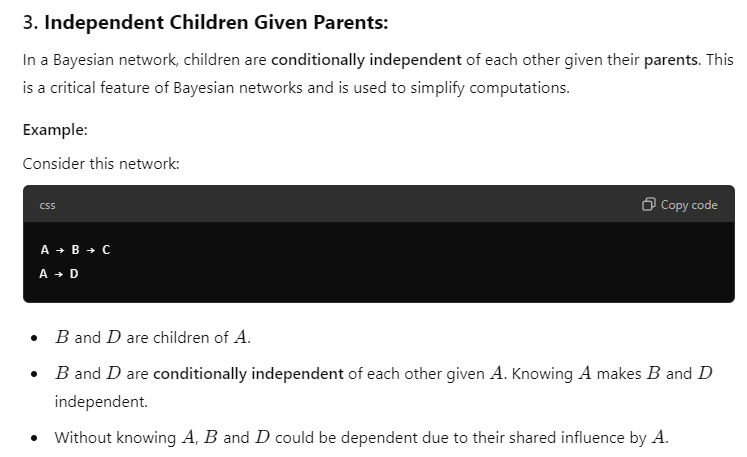 3. Independent Children Given Parents:
In a Bayesian network, children are conditionally independent of each other given their parents. This
is a critical feature of Bayesian networks and is used to simplify computations.
Example:
Consider this network:
css
Copy code
A → B → C
A → D
• B and D are children of A.
• B and D are conditionally independent of each other given A. Knowing A makes B and D
independent.
• Without knowing A, B and D could be dependent due to their shared influence by A.